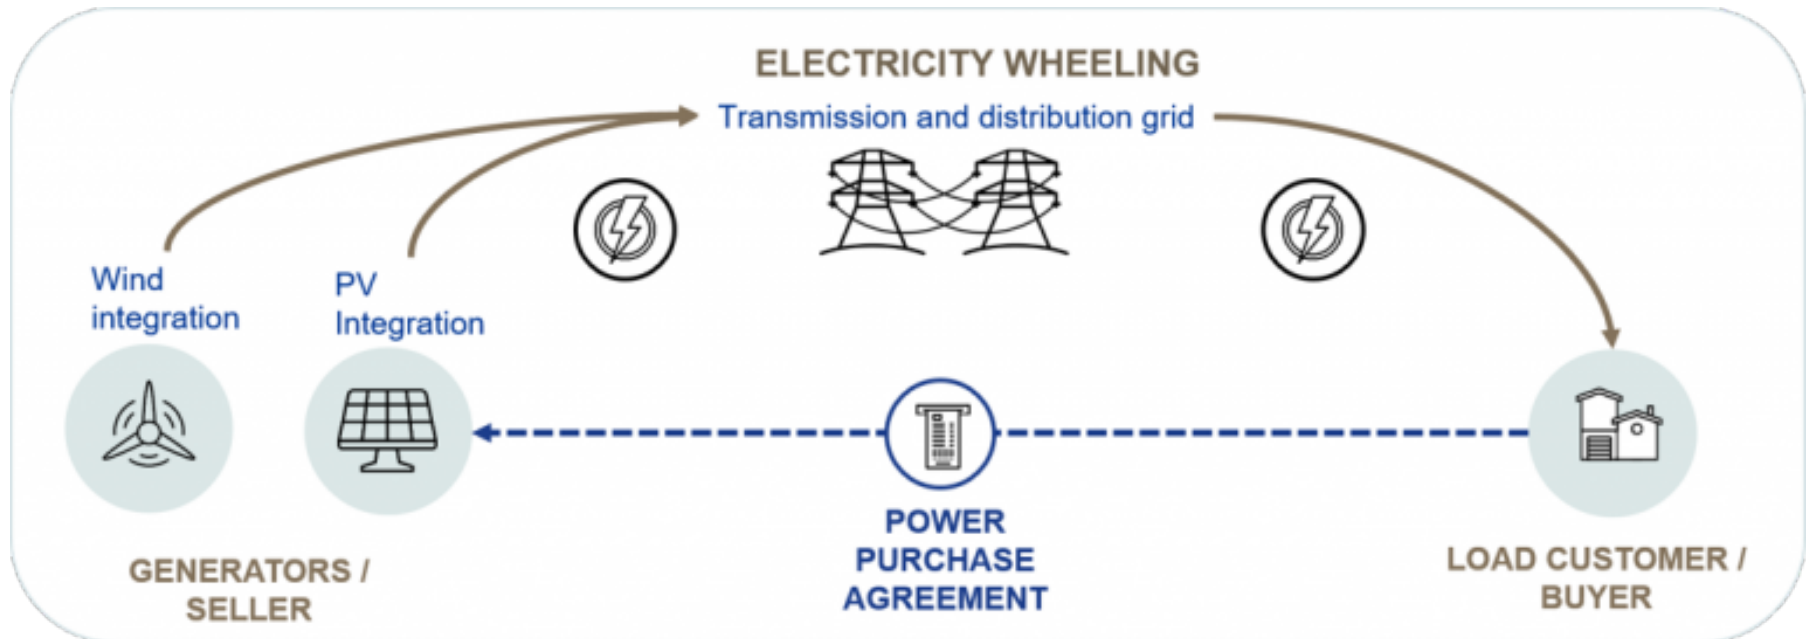 ELECTRICITY WHEELING
Transmission and distribution grid
Wind
integration
PV
Integration
POWER
PURCHASE
AGREEMENT
GENERATORS /
SELLER
LOAD CUSTOMER /
BUYER